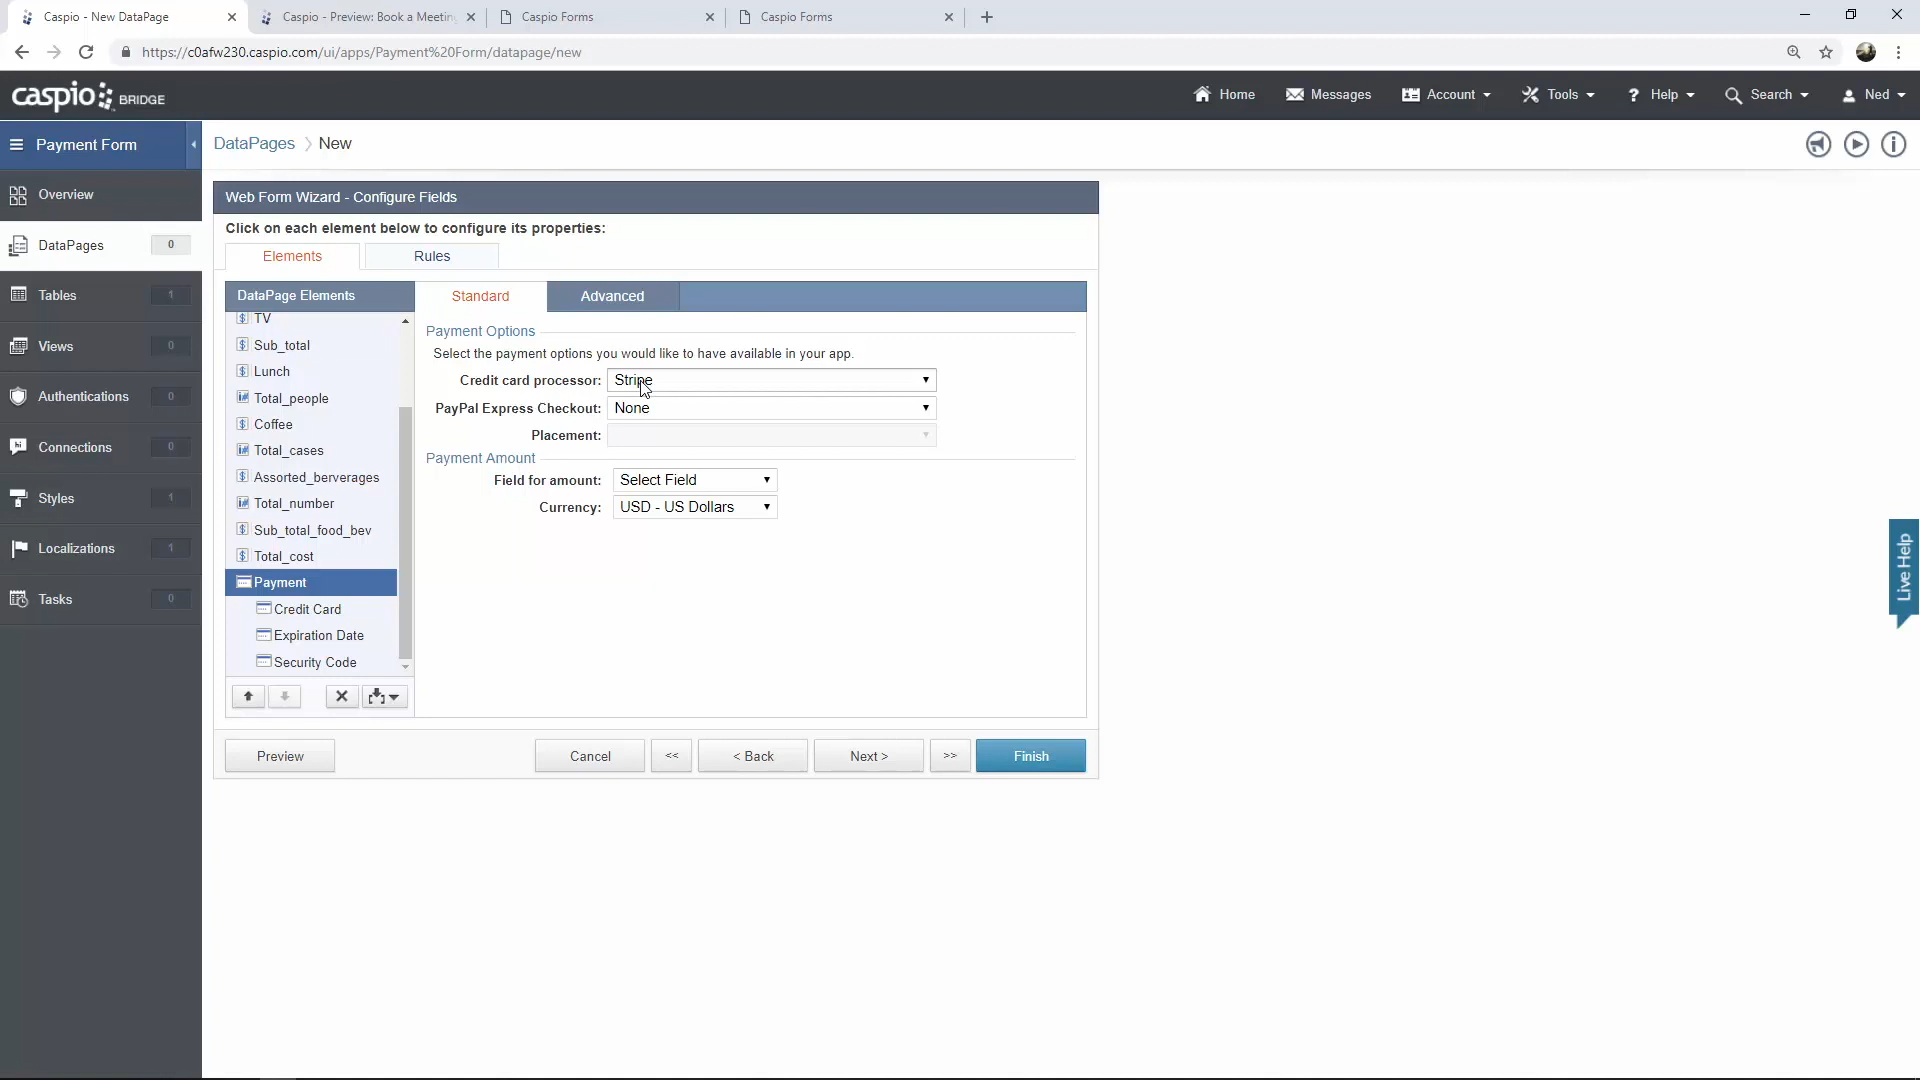 Caspio - New DataPage
Caspio - Preview: Book a Meeting
Caspio Forms
Caspio Forms
https://c0afw230.caspio.com/ui/apps/Payment%20Form/datapage/new
caspio BRIDGE
Home
Messages
Account
Tools
? Help
Search
Ned
Payment Form
DataPages
New
Overview
DataPages 0
Tables 1
Views 0
Authentications 0
Connections 0
Styles 1
Localizations 1
Tasks 0
Web Form Wizard - Configure Fields
Click on each element below to configure its properties:
Elements
Rules
DataPage Elements
Standard
Advanced
TV
Sub_total
Lunch
Total_people
Coffee
Total_cases
Assorted_berverages
Total_number
Sub_total_food_bev
Total_cost
Payment
Credit Card
Expiration Date
Security Code
Payment Options
Select the payment options you would like to have available in your app.
Credit card processor: Stripe
PayPal Express Checkout: None
Placement:
Payment Amount
Field for amount: Select Field
Currency: USD - US Dollars
Preview
Cancel
<<
< Back
Next >
>>
Finish
Live Help